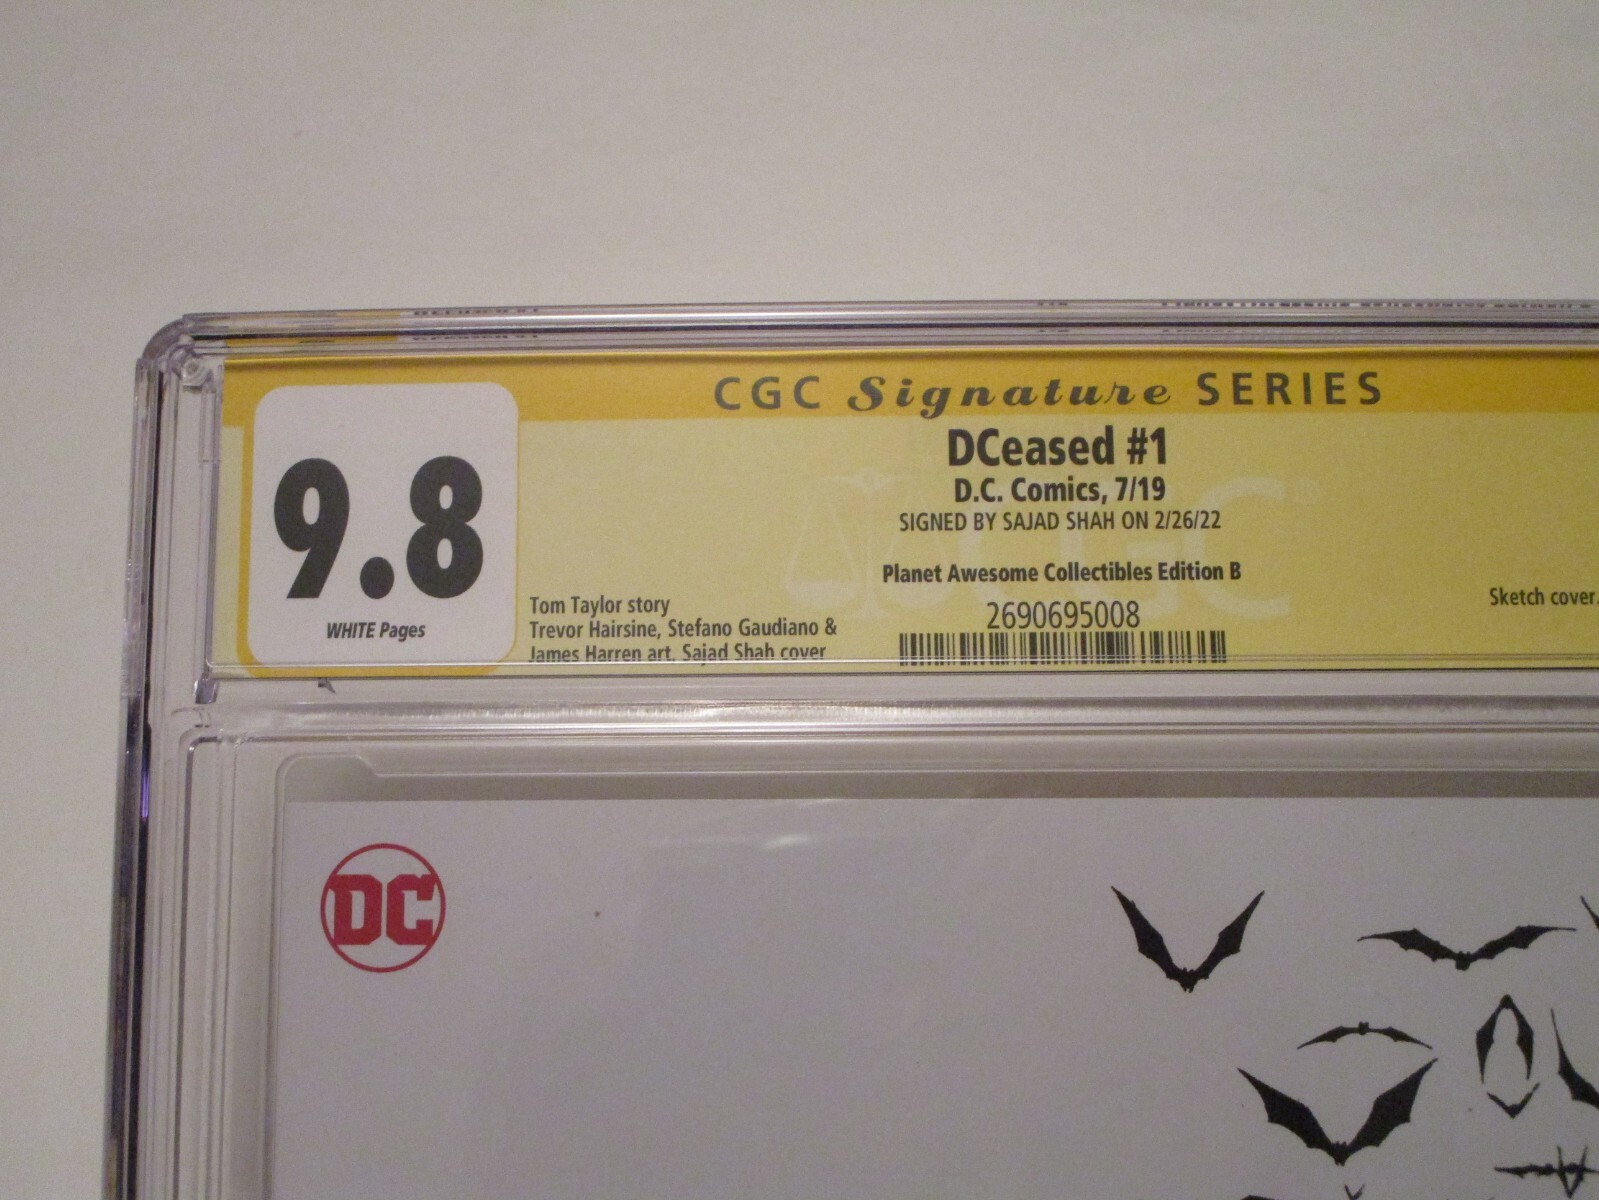 CGC Signature SERIES
9.8
WHITE Pages
DCeased #1
D.C. Comics, 7/19
SIGNED BY SAJAD SHAH ON 2/26/22
Planet Awesome Collectibles Edition B
2690695008
Tom Taylor story
Trevor Hairsine, Stefano Gaudiano &
James Harren art, Sajad Shah cover
Sketch cover.
CGC
DC